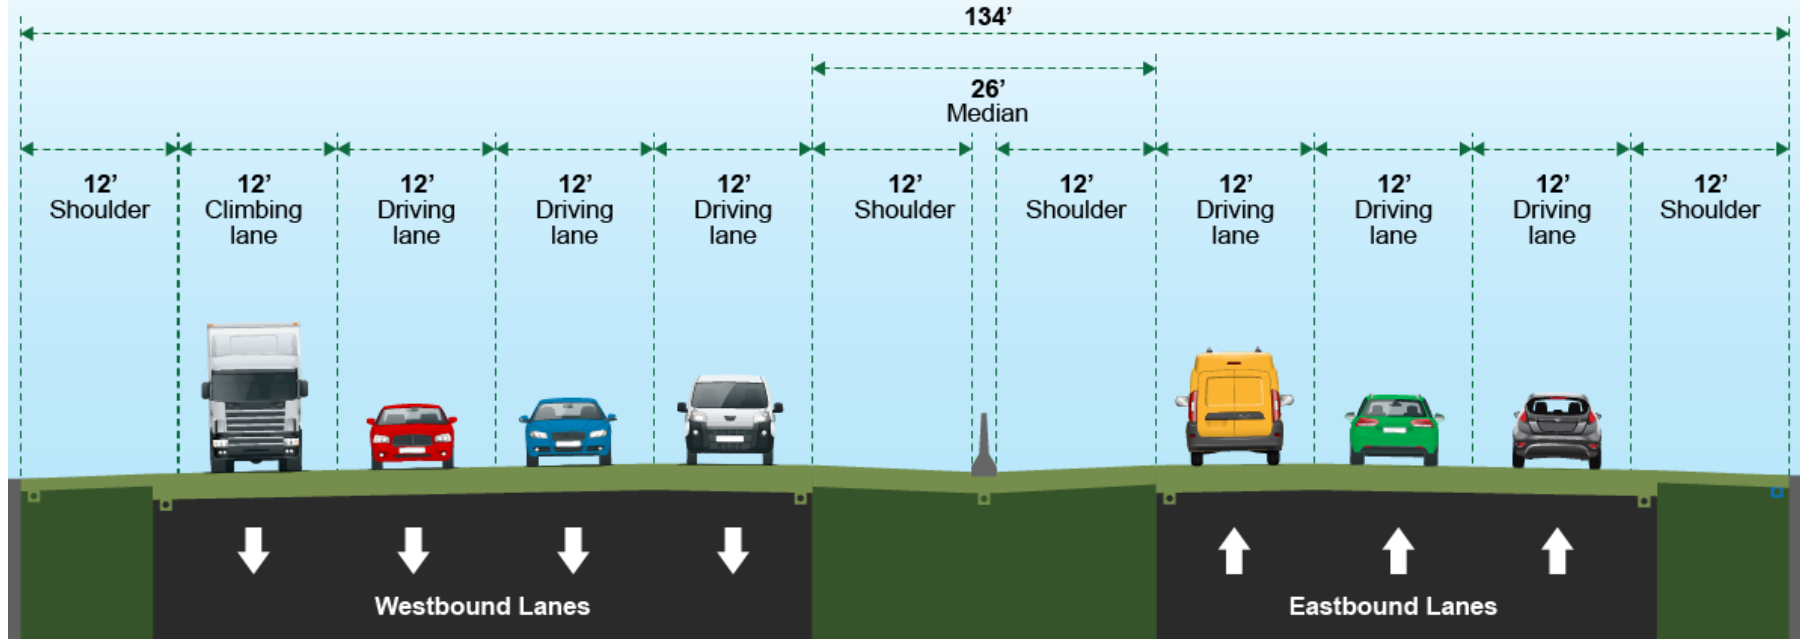 134’
26’
Median
12’
Shoulder
12’
Climbing
lane
12’
Driving
lane
12’
Driving
lane
12’
Driving
lane
12’
Shoulder
12’
Shoulder
12’
Driving
lane
12’
Driving
lane
12’
Driving
lane
12’
Shoulder
Westbound Lanes
Eastbound Lanes